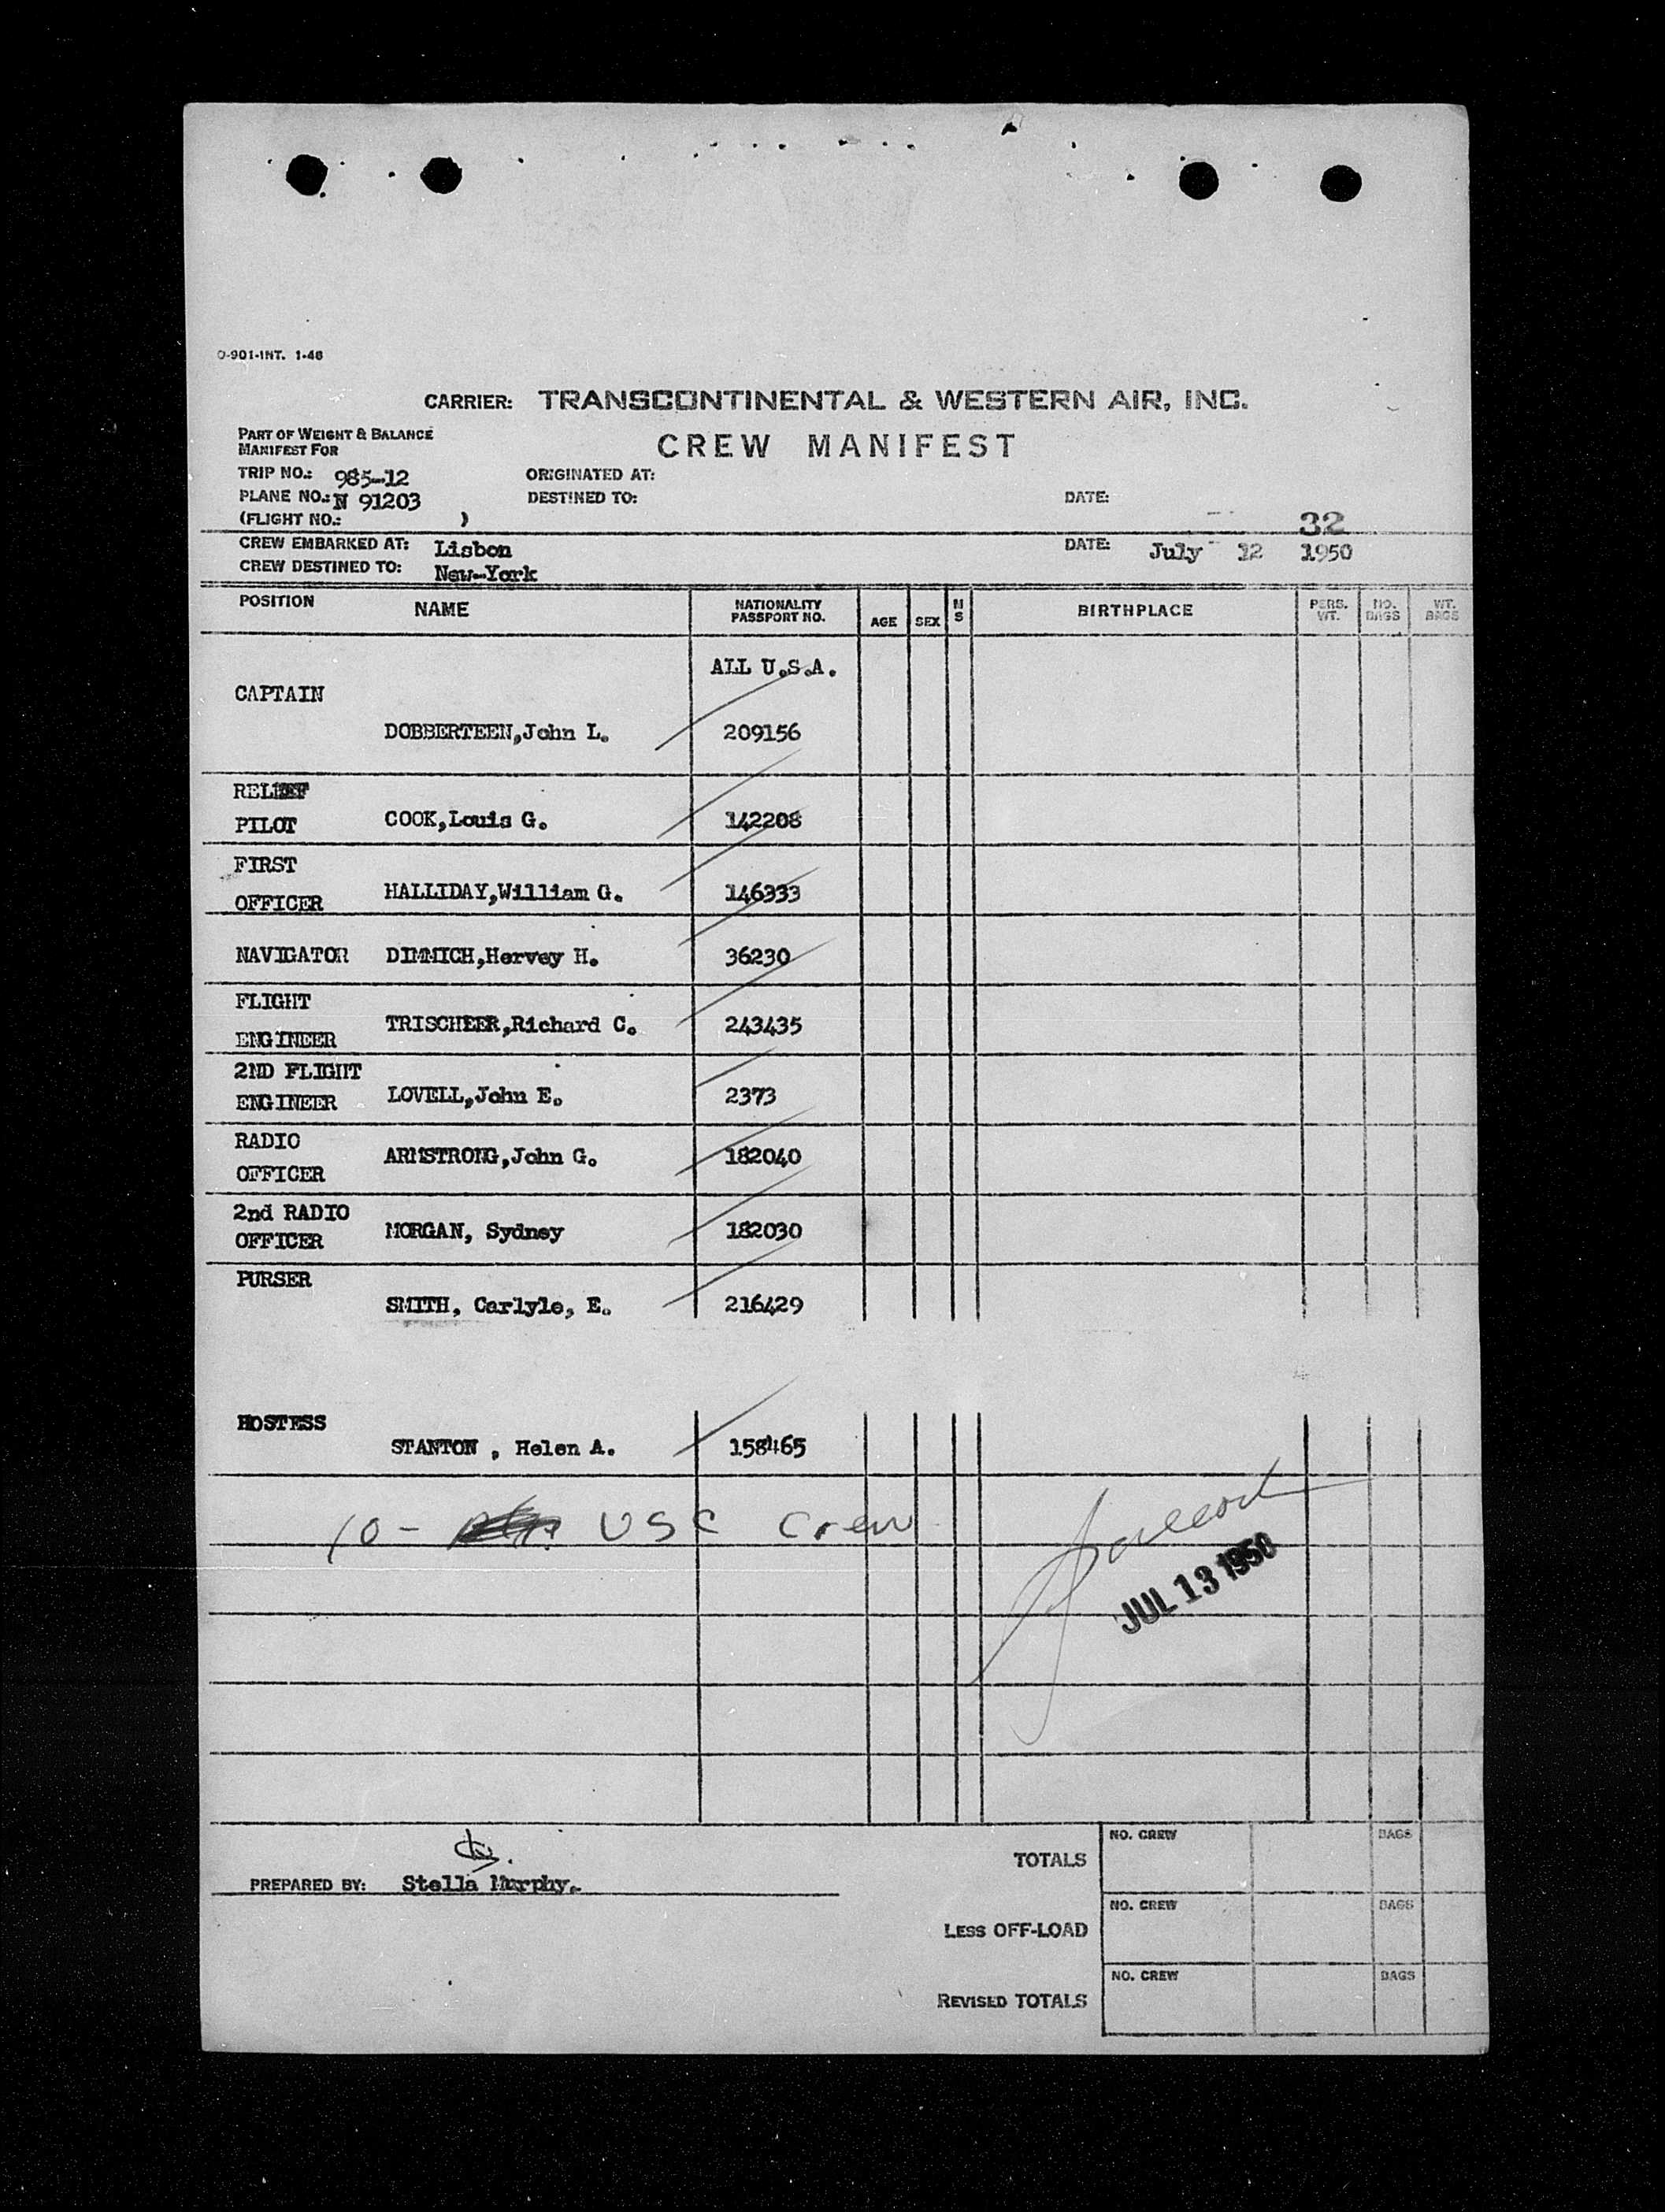 O-901-INT. 1-46
CARRIER: TRANSCONTINENTAL & WESTERN AIR, INC.
PART OF WEIGHT & BALANCE
MANIFEST FOR
CREW MANIFEST
TRIP NO.: 985-12 ORIGINATED AT:
PLANE NO.: N 91203 DESTINED TO: DATE:
(FLIGHT NO.: )
32
CREW EMBARKED AT: Lisbon DATE: July 12 1950
CREW DESTINED TO: New-York
POSITION NAME NATIONALITY PASSPORT NO. AGE SEX M S BIRTHPLACE PERS. WT. NO. BAGS WT. BAGS
ALL U.S.A.
CAPTAIN
DOBBERTEEN,John L. 209156
RELIEF
PILOT COOK,Louis G. 142208
FIRST
OFFICER HALLIDAY,William G. 146333
NAVIGATOR DIMMICH,Hervey H. 36230
FLIGHT
ENGINEER TRISCHEER,Richard C. 243435
2ND FLIGHT
ENGINEER LOVELL,John E. 2373
RADIO
OFFICER ARMSTRONG,John G. 182040
2nd RADIO
OFFICER MORGAN, Sydney 182030
PURSER
SMITH, Carlyle, E. 216429
HOSTESS
STANTON , Helen A. 158465
10- USC Crew
JUL 13 1950
PREPARED BY: Stella Murphy.
TOTALS NO. CREW BAGS
LESS OFF-LOAD NO. CREW BAGS
REVISED TOTALS NO. CREW BAGS